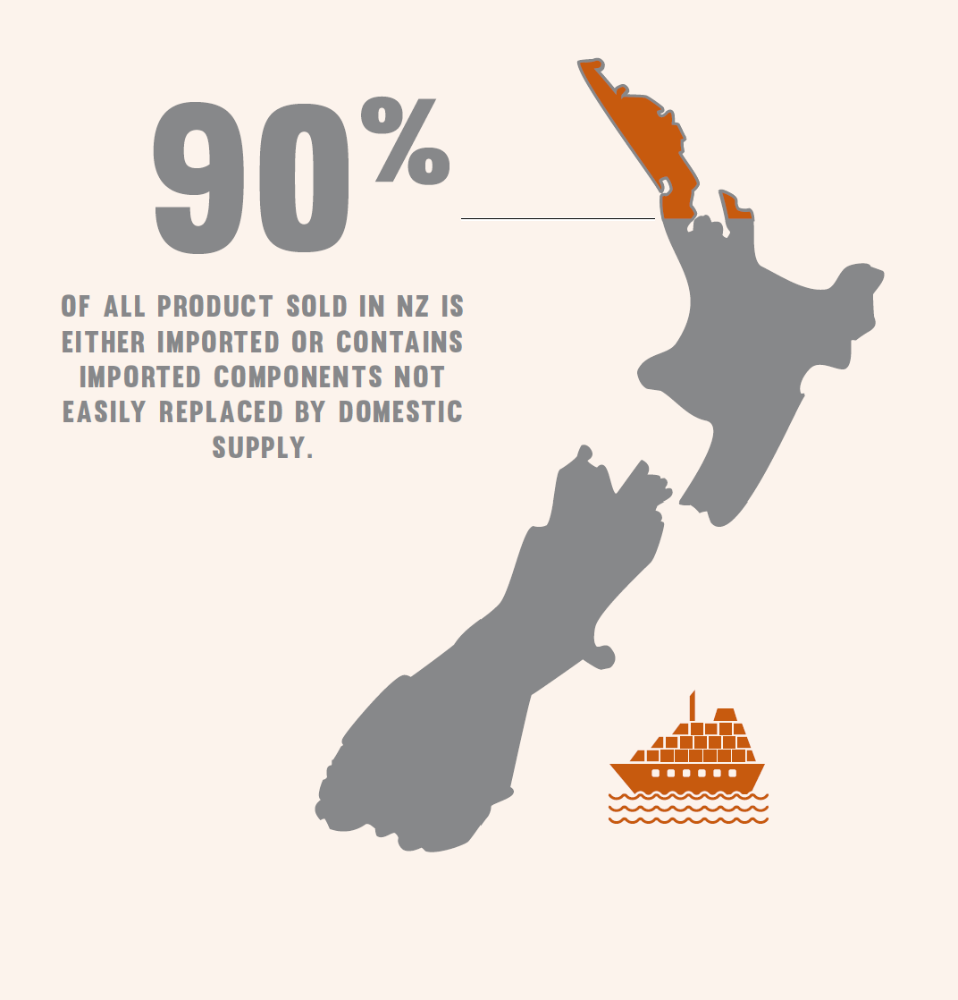 90%
OF ALL PRODUCT SOLD IN NZ IS
EITHER IMPORTED OR CONTAINS
IMPORTED COMPONENTS NOT
EASILY REPLACED BY DOMESTIC
SUPPLY.